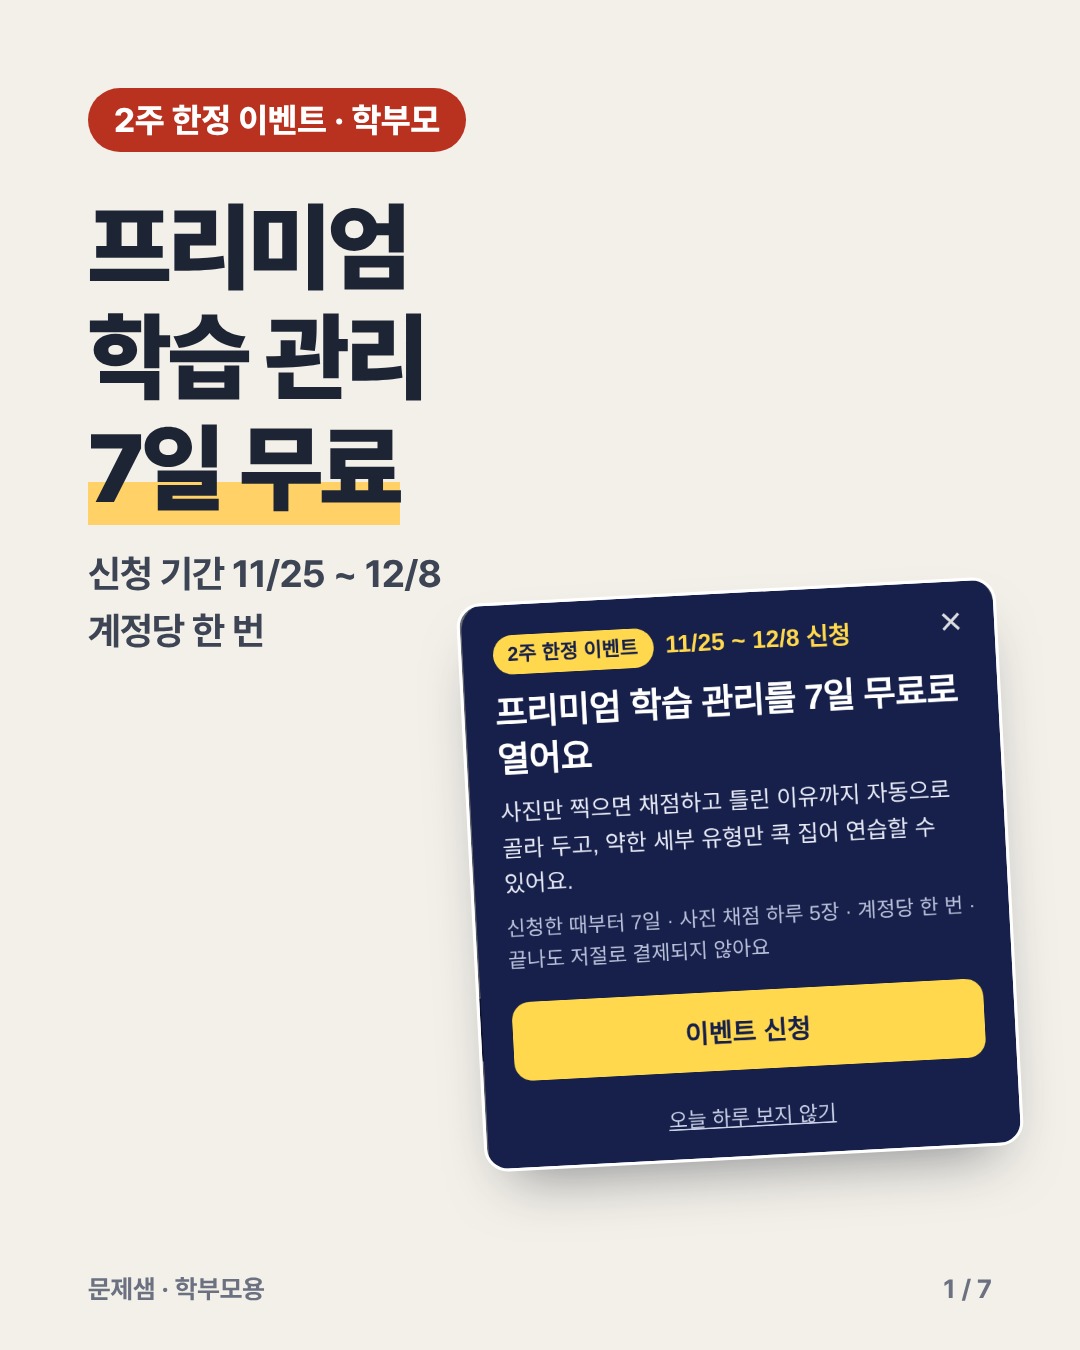 2주 한정 이벤트 · 학부모
프리미엄
학습 관리
7일 무료
신청 기간 11/25 ~ 12/8
계정당 한 번
2주 한정 이벤트 11/25 ~ 12/8 신청 ✕
프리미엄 학습 관리를 7일 무료로
열어요
사진만 찍으면 채점하고 틀린 이유까지 자동으로
골라 두고, 약한 세부 유형만 콕 집어 연습할 수
있어요.
신청한 때부터 7일 · 사진 채점 하루 5장 · 계정당 한 번 ·
끝나도 저절로 결제되지 않아요
이벤트 신청
오늘 하루 보지 않기
문제샘 · 학부모용
1 / 7